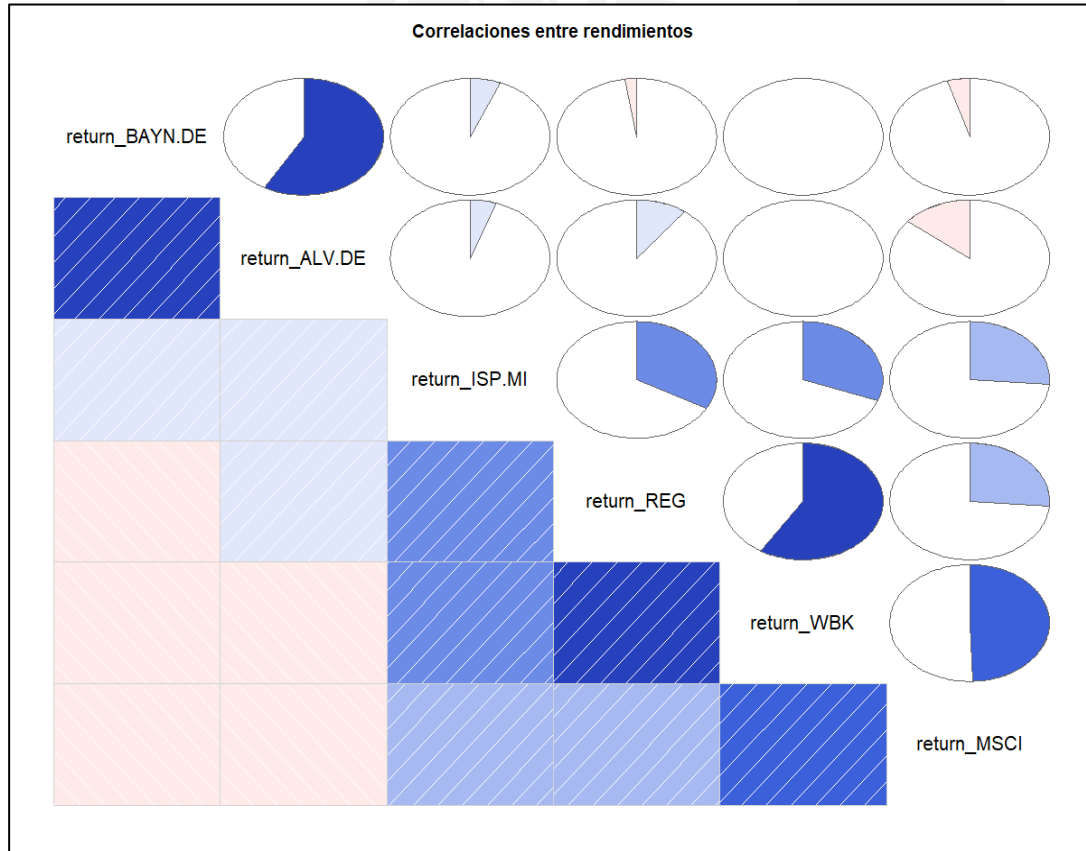 Correlaciones entre rendimientos
return_BAYN.DE
return_ALV.DE
return_ISP.MI
return_REG
return_WBK
return_MSCI